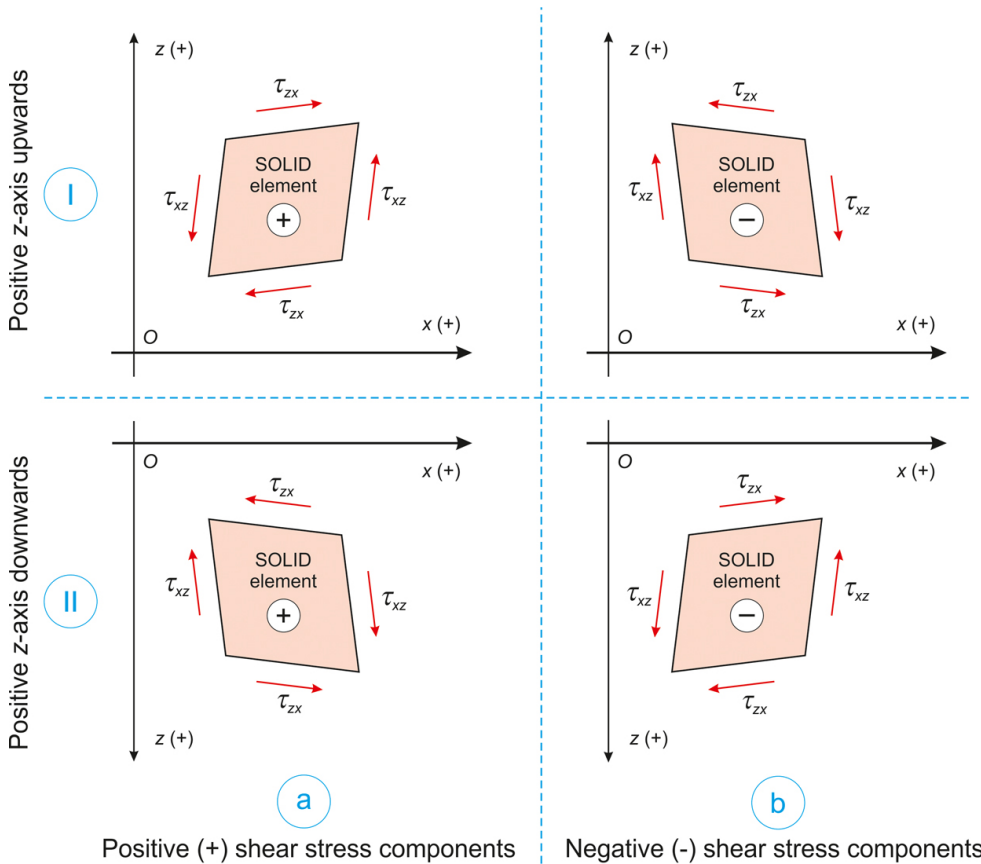 Positive z-axis upwards
I
z (+)
τzx
τxz
SOLID
element
+
τxz
τzx
O
x (+)
z (+)
τzx
τxz
SOLID
element
−
τxz
τzx
O
x (+)
Positive z-axis downwards
II
O
x (+)
τzx
τxz
SOLID
element
+
τxz
τzx
z (+)
O
x (+)
τzx
τxz
SOLID
element
−
τxz
τzx
z (+)
a
Positive (+) shear stress components
b
Negative (-) shear stress components